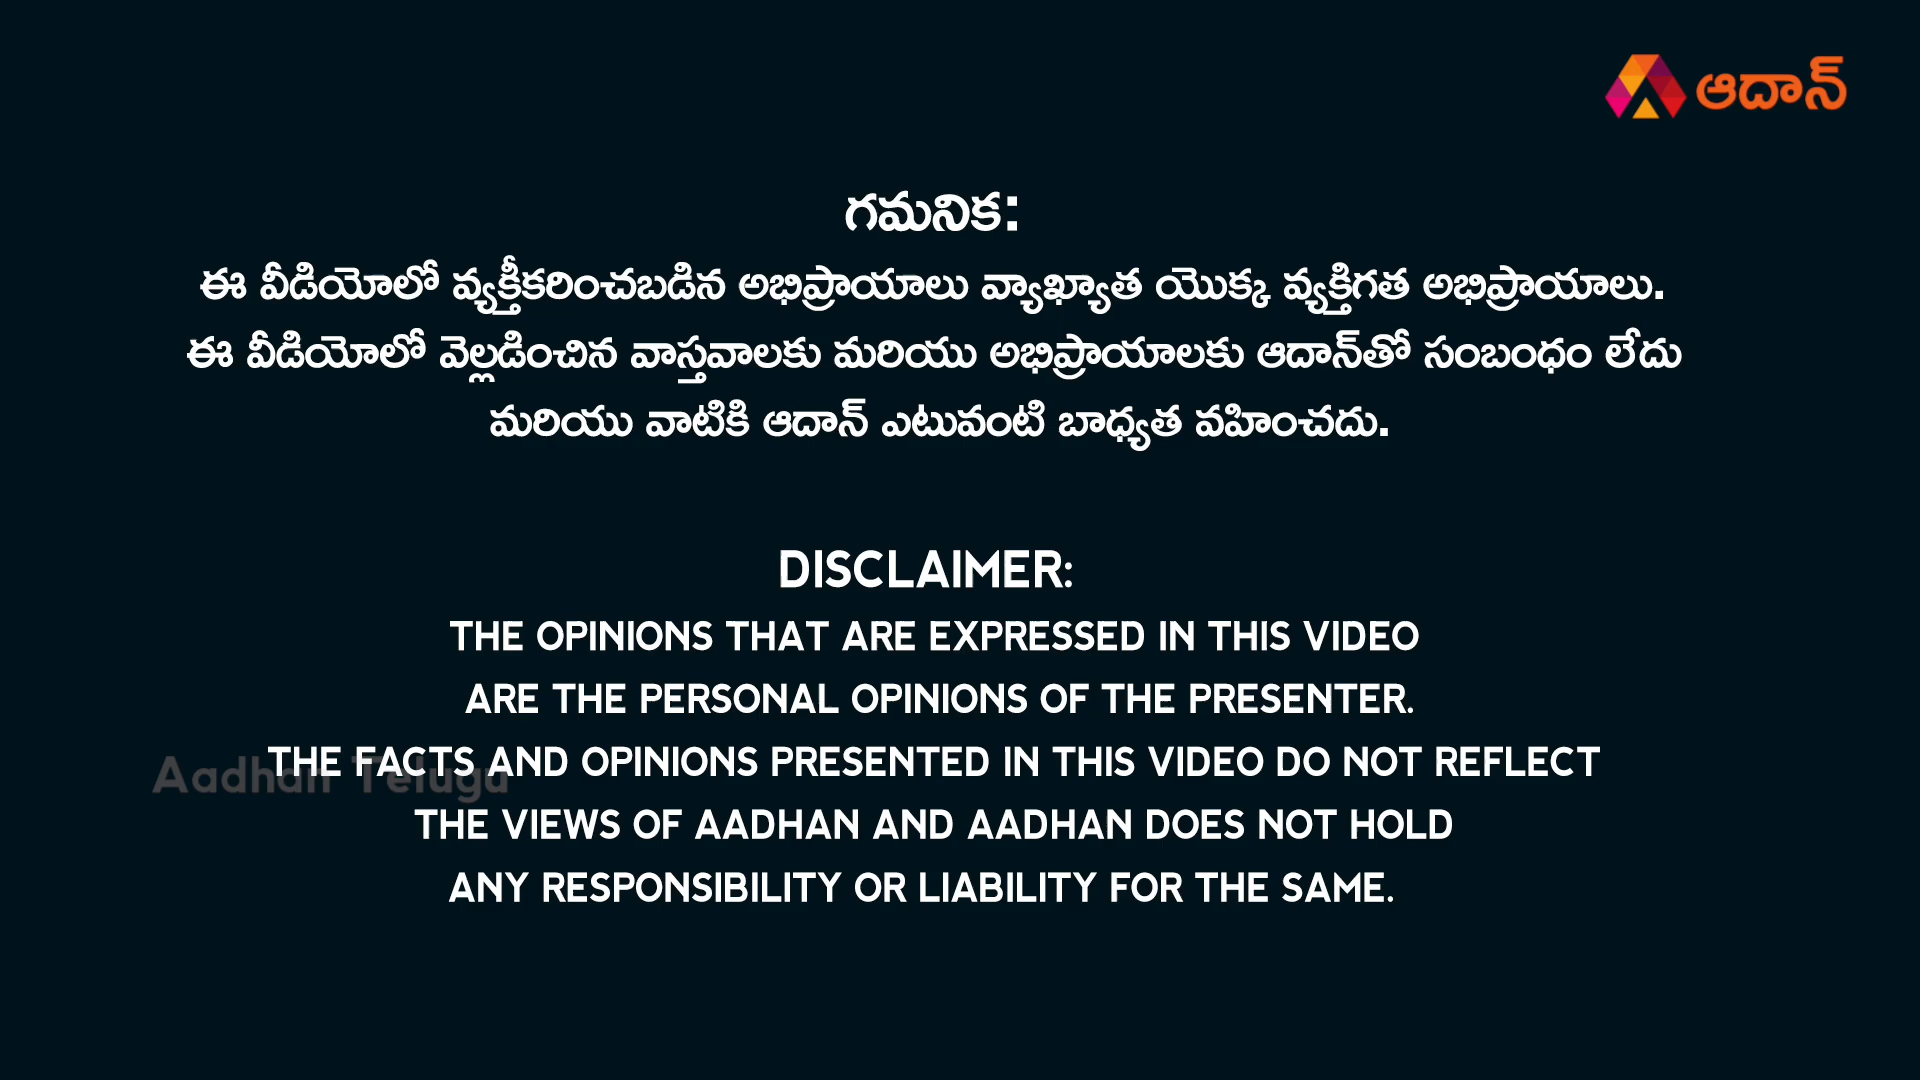 ఆదాన్
గమనిక:
ఈ వీడియోలో వ్యక్తీకరించబడిన అభిప్రాయాలు వ్యాఖ్యాత యొక్క వ్యక్తిగత అభిప్రాయాలు.
ఈ వీడియోలో వెల్లడించిన వాస్తవాలకు మరియు అభిప్రాయాలకు ఆదాన్‌తో సంబంధం లేదు
మరియు వాటికి ఆదాన్ ఎటువంటి బాధ్యత వహించదు.
DISCLAIMER:
THE OPINIONS THAT ARE EXPRESSED IN THIS VIDEO
ARE THE PERSONAL OPINIONS OF THE PRESENTER.
THE FACTS AND OPINIONS PRESENTED IN THIS VIDEO DO NOT REFLECT
Aadhan Telugu
THE VIEWS OF AADHAN AND AADHAN DOES NOT HOLD
ANY RESPONSIBILITY OR LIABILITY FOR THE SAME.